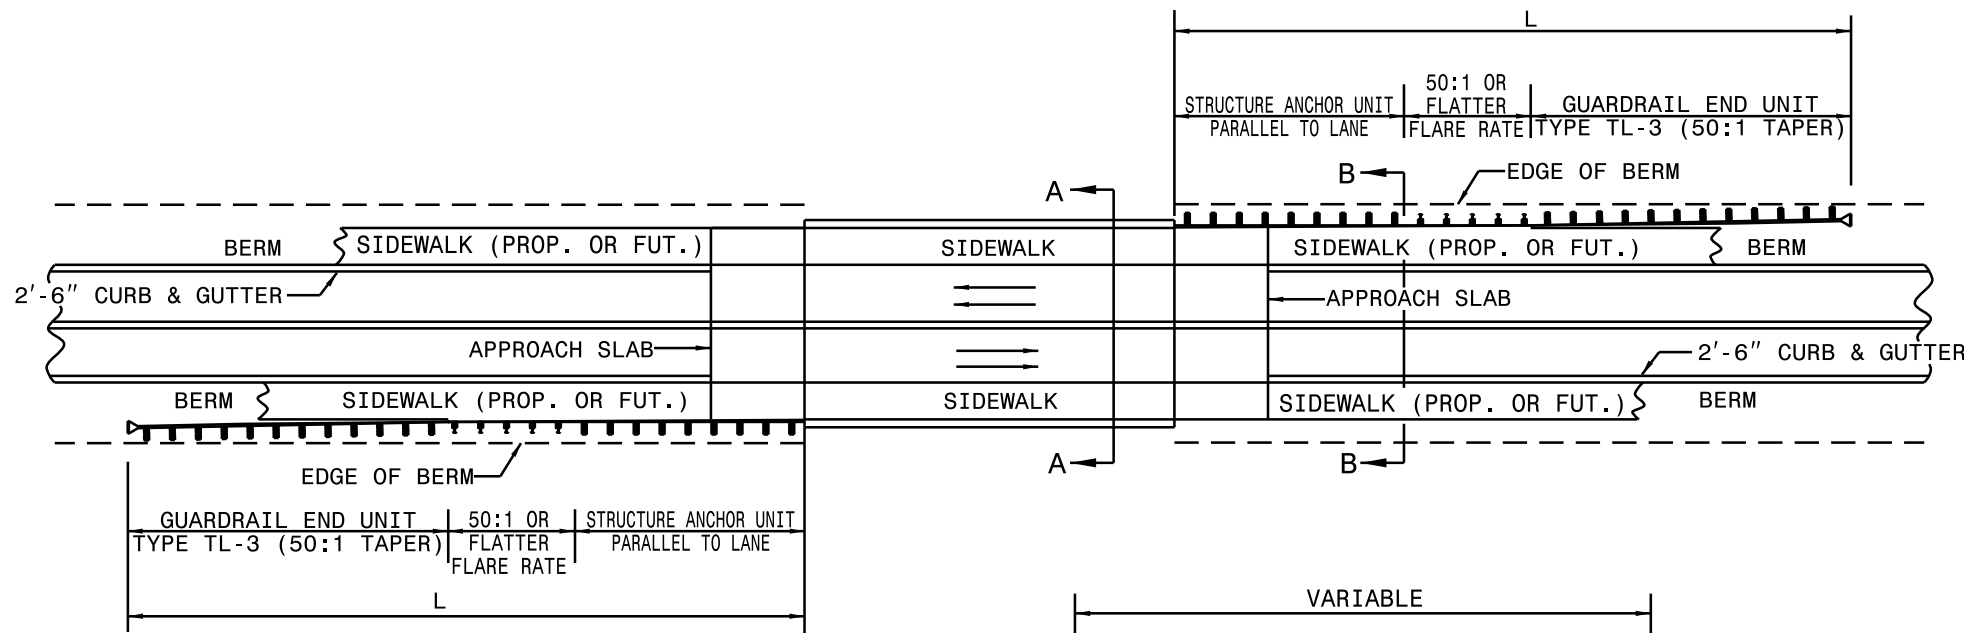 L
50:1 OR
STRUCTURE ANCHOR UNIT
FLATTER
GUARDRAIL END UNIT
PARALLEL TO LANE
FLARE RATE
TYPE TL-3 (50:1 TAPER)
EDGE OF BERM
A
B
BERM
SIDEWALK (PROP. OR FUT.)
SIDEWALK
SIDEWALK (PROP. OR FUT.)
BERM
2'-6" CURB & GUTTER
APPROACH SLAB
APPROACH SLAB
2'-6" CURB & GUTTER
BERM
SIDEWALK (PROP. OR FUT.)
SIDEWALK
SIDEWALK (PROP. OR FUT.)
BERM
A
B
EDGE OF BERM
GUARDRAIL END UNIT
50:1 OR
STRUCTURE ANCHOR UNIT
TYPE TL-3 (50:1 TAPER)
FLATTER
PARALLEL TO LANE
FLARE RATE
L
VARIABLE